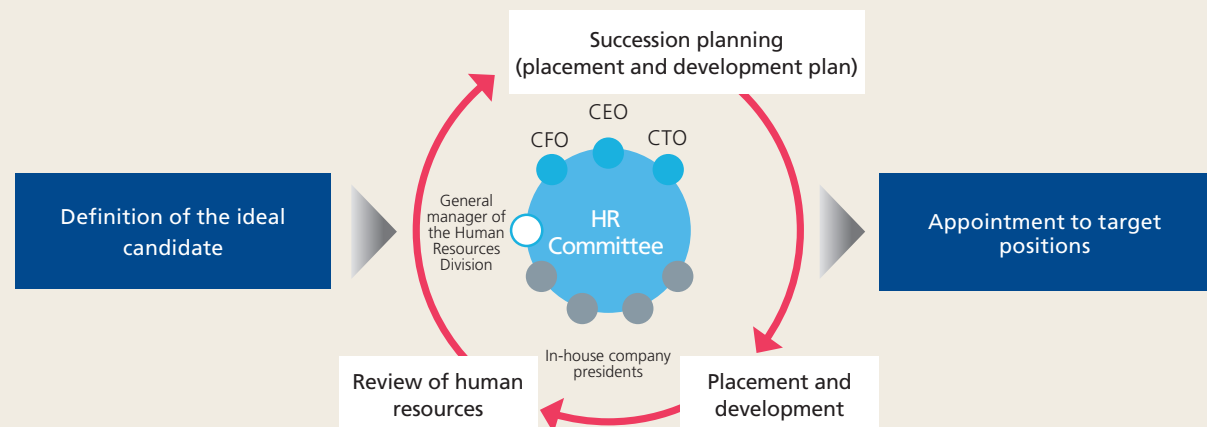 Succession planning
(placement and development plan)
CEO
CFO
CTO
Definition of the ideal
candidate
General
manager of
the Human
Resources
Division
HR
Committee
Appointment to target
positions
In-house company
presidents
Review of human
resources
Placement and
development